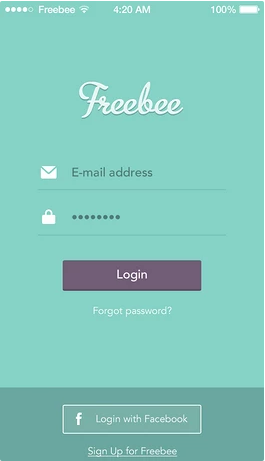 Freebee 4:20 AM 100%
Freebee
E-mail address
••••••••
Login
Forgot password?
f Login with Facebook
Sign Up for Freebee